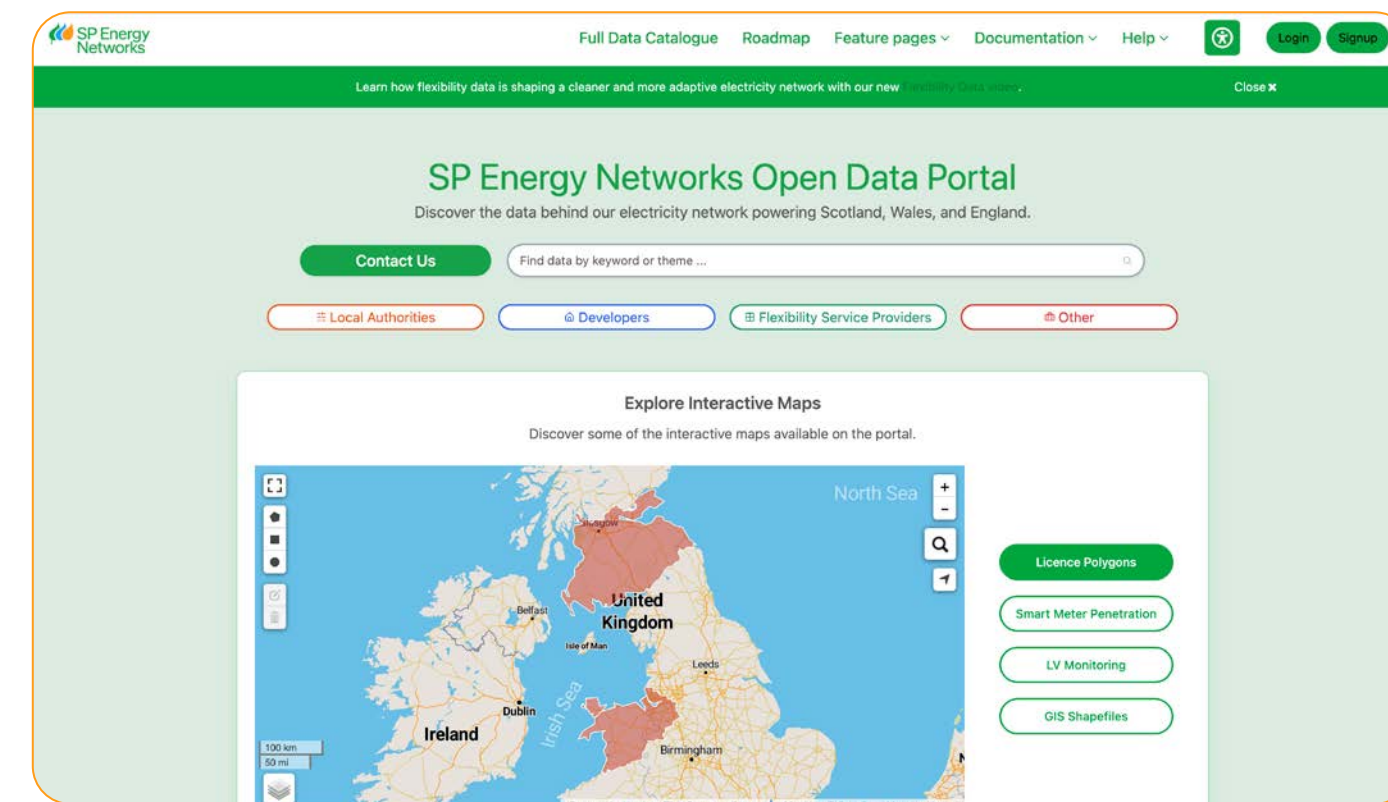 SP Energy
Networks
Full Data Catalogue Roadmap Feature pages Documentation Help Login Signup
Learn how flexibility data is shaping a cleaner and more adaptive electricity network with our new Flexibility Data video.
Close ×
SP Energy Networks Open Data Portal
Discover the data behind our electricity network powering Scotland, Wales, and England.
Contact Us Find data by keyword or theme ...
Local Authorities Developers Flexibility Service Providers Other
Explore Interactive Maps
Discover some of the interactive maps available on the portal.
North Sea
+
-
Glasgow
Belfast
United
Kingdom
Isle of Man
Leeds
Irish Sea
Dublin
Ireland
Birmingham
100 km
50 mi
Licence Polygons
Smart Meter Penetration
LV Monitoring
GIS Shapefiles